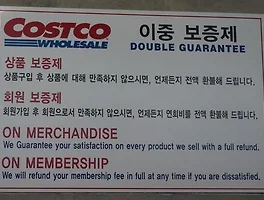 COSTCO
WHOLESALE
이중 보증제
DOUBLE GUARANTEE
상품 보증제
상품구입 후 상품에 대해 만족하지 않으시면, 언제든지 전액 환불해 드립니다.
회원 보증제
회원가입 후 회원으로서 만족하지 않으시면, 언제든지 연회비를 전액 환불해 드립니다.
ON MERCHANDISE
We Guarantee your satisfaction on every product we sell with a full refund.
ON MEMBERSHIP
We will refund your membership fee in full at any time if you are dissatisfied.